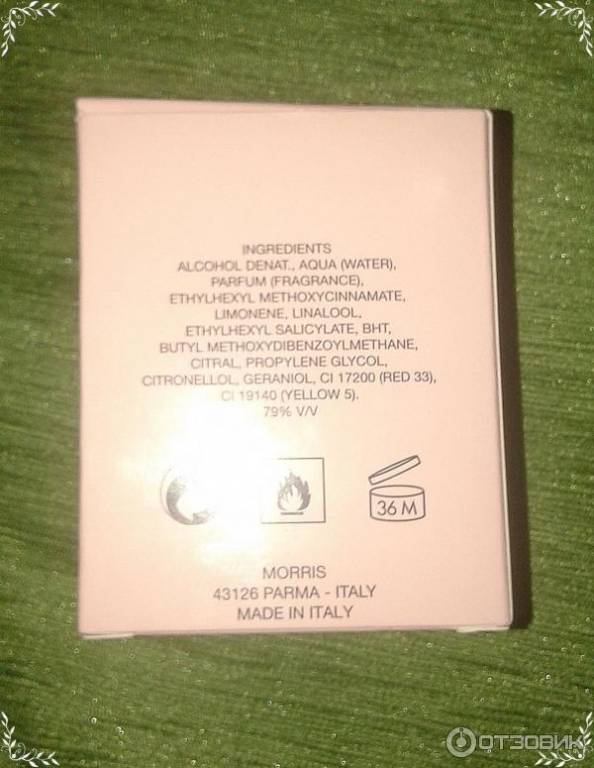 INGREDIENTS
ALCOHOL DENAT., AQUA (WATER),
PARFUM (FRAGRANCE),
ETHYLHEXYL METHOXYCINNAMATE,
LIMONENE, LINALOOL,
ETHYLHEXYL SALICYLATE, BHT,
BUTYL METHOXYDIBENZOYLMETHANE,
CITRAL, PROPYLENE GLYCOL,
CITRONELLOL, GERANIOL, CI 17200 (RED 33),
CI 19140 (YELLOW 5).
79% V/V
36 M
MORRIS
43126 PARMA - ITALY
MADE IN ITALY
ОТЗОВИК